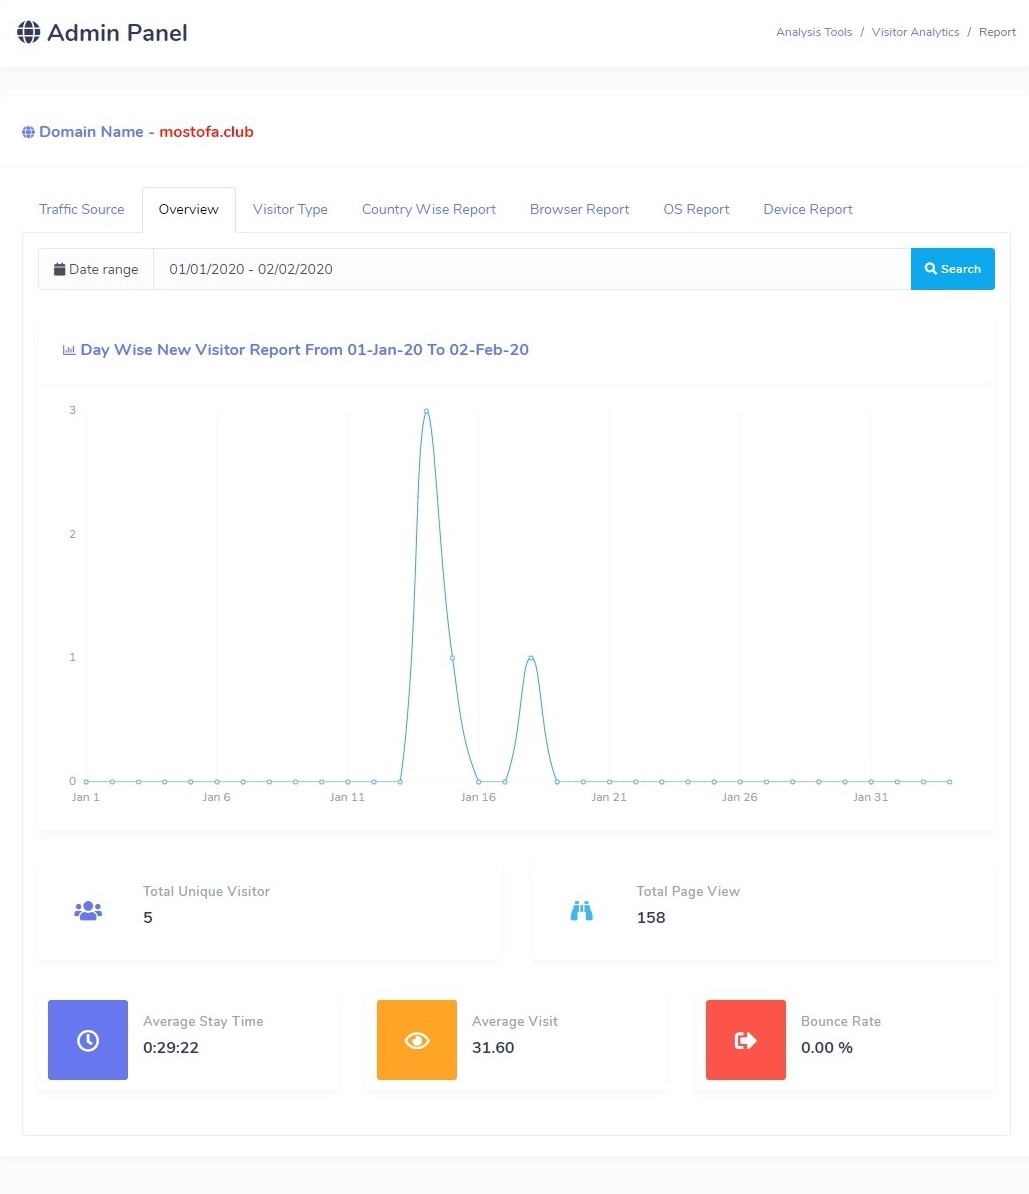 Admin Panel
Analysis Tools / Visitor Analytics / Report
Domain Name - mostofa.club
Traffic Source Overview Visitor Type Country Wise Report Browser Report OS Report Device Report
Date range 01/01/2020 - 02/02/2020 Search
Day Wise New Visitor Report From 01-Jan-20 To 02-Feb-20
3
2
1
0
Jan 1 Jan 6 Jan 11 Jan 16 Jan 21 Jan 26 Jan 31
Total Unique Visitor
5
Total Page View
158
Average Stay Time
0:29:22
Average Visit
31.60
Bounce Rate
0.00 %